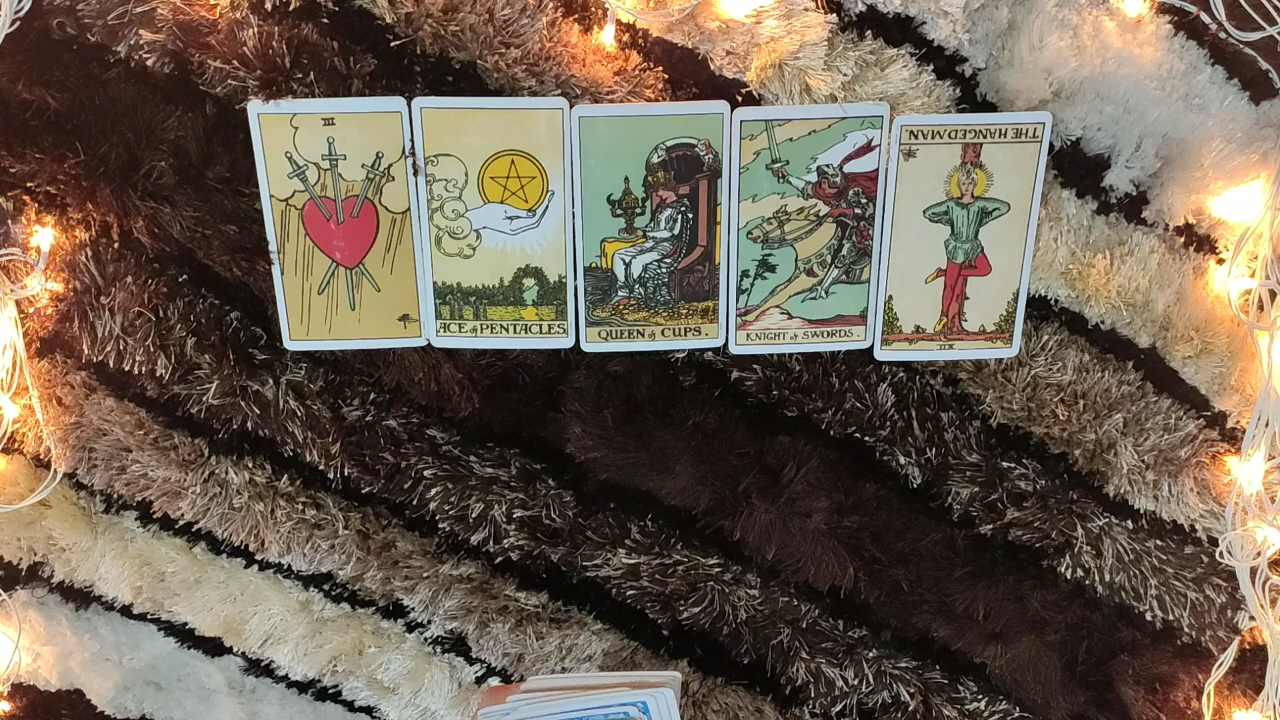 III
ACE of PENTACLES.
QUEEN of CUPS.
KNIGHT of SWORDS.
THE HANGED MAN.
XII